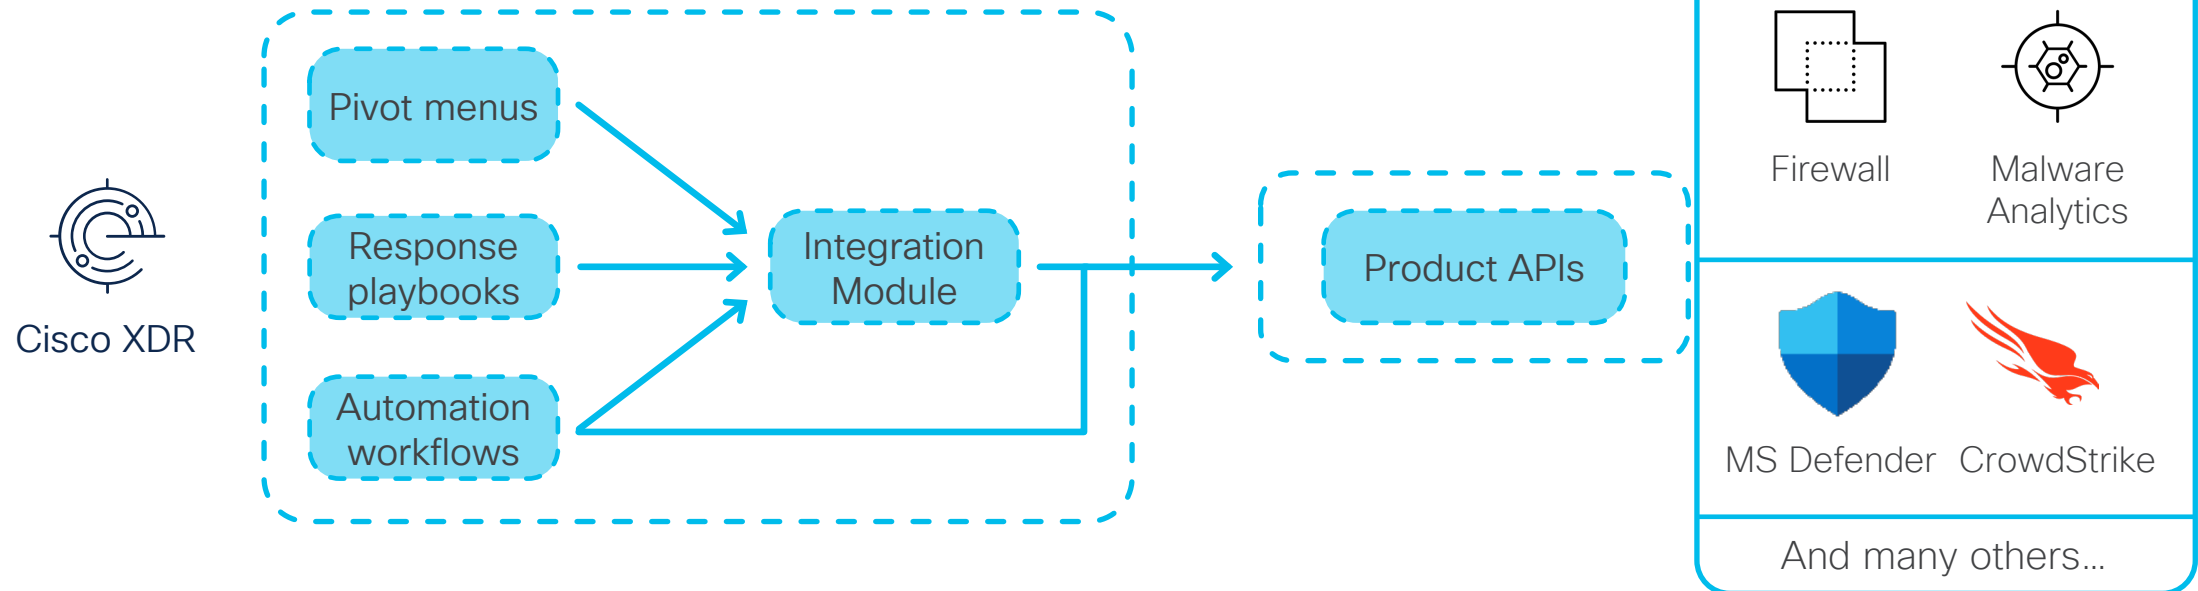 Cisco XDR
Pivot menus
Response
playbooks
Automation
workflows
Integration
Module
Product APIs
Firewall
Malware
Analytics
MS Defender
CrowdStrike
And many others...